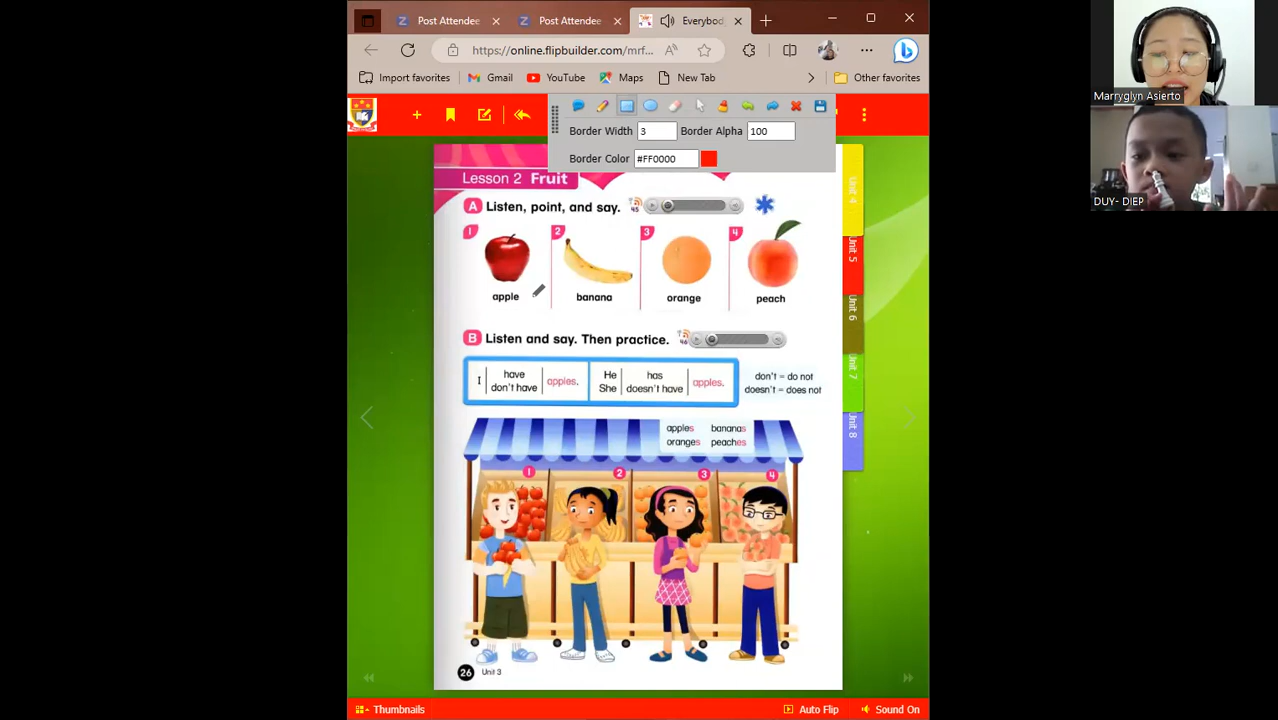 Post Attendee
Post Attendee
Everybod
https://online.flipbuilder.com/mrf...
Import favorites
Gmail
YouTube
Maps
New Tab
Other favorites
Border Width 3 Border Alpha 100
Border Color #FF0000
Lesson 2 Fruit
A Listen, point, and say.
45
1
2
3
4
apple
banana
orange
peach
B Listen and say. Then practice.
46
I have don't have apples.
He She has doesn't have apples.
don't = do not
doesn't = does not
apples bananas
oranges peaches
1
2
3
4
26 Unit 3
Unit 4
Unit 5
Unit 6
Unit 7
Unit 8
Thumbnails
Auto Flip
Sound On
Marryglyn Asierto
DUY- DIEP